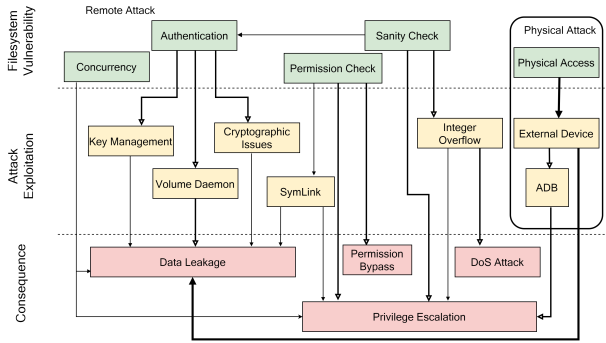 Remote Attack
Filesystem
Vulnerability
Authentication
Sanity Check
Physical Attack
Concurrency
Permission Check
Physical Access
Attack
Exploitation
Key Management
Cryptographic
Issues
Integer
Overflow
External Device
Volume Daemon
SymLink
ADB
Consequence
Data Leakage
Permission
Bypass
DoS Attack
Privilege Escalation